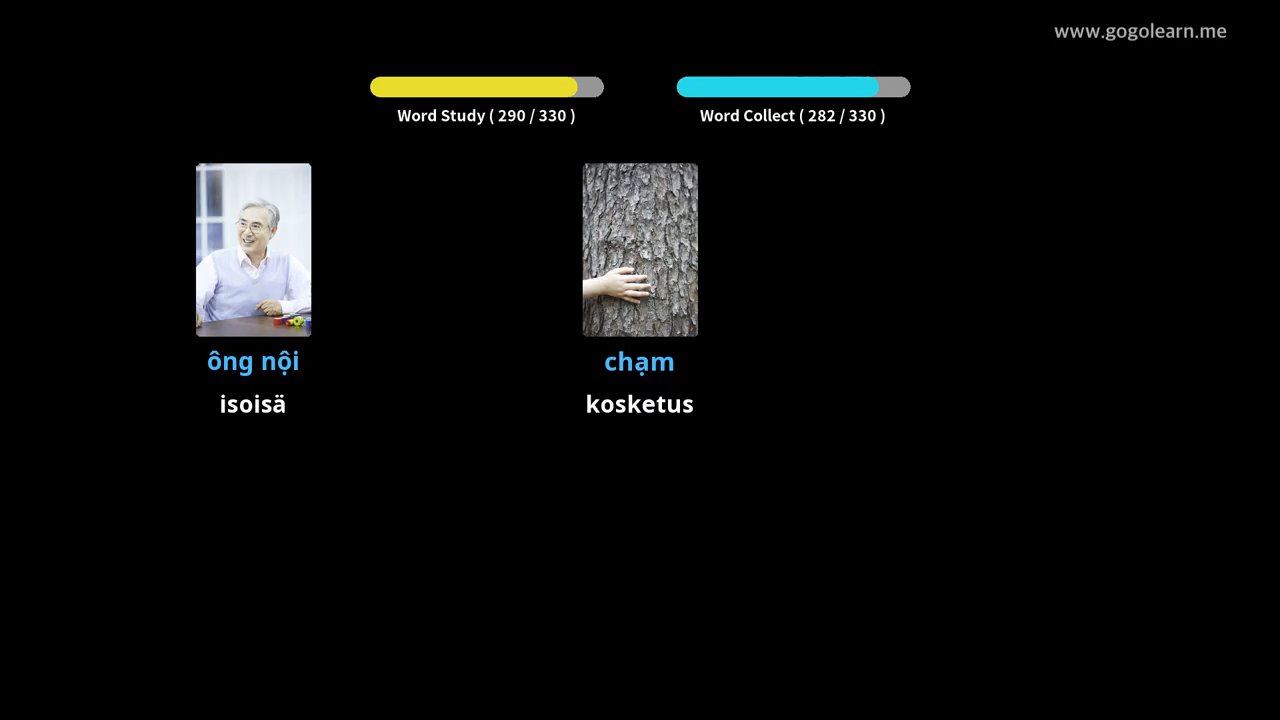 www.gogolearn.me
Word Study ( 290 / 330 )
Word Collect ( 282 / 330 )
ông nội
isoisä
chạm
kosketus